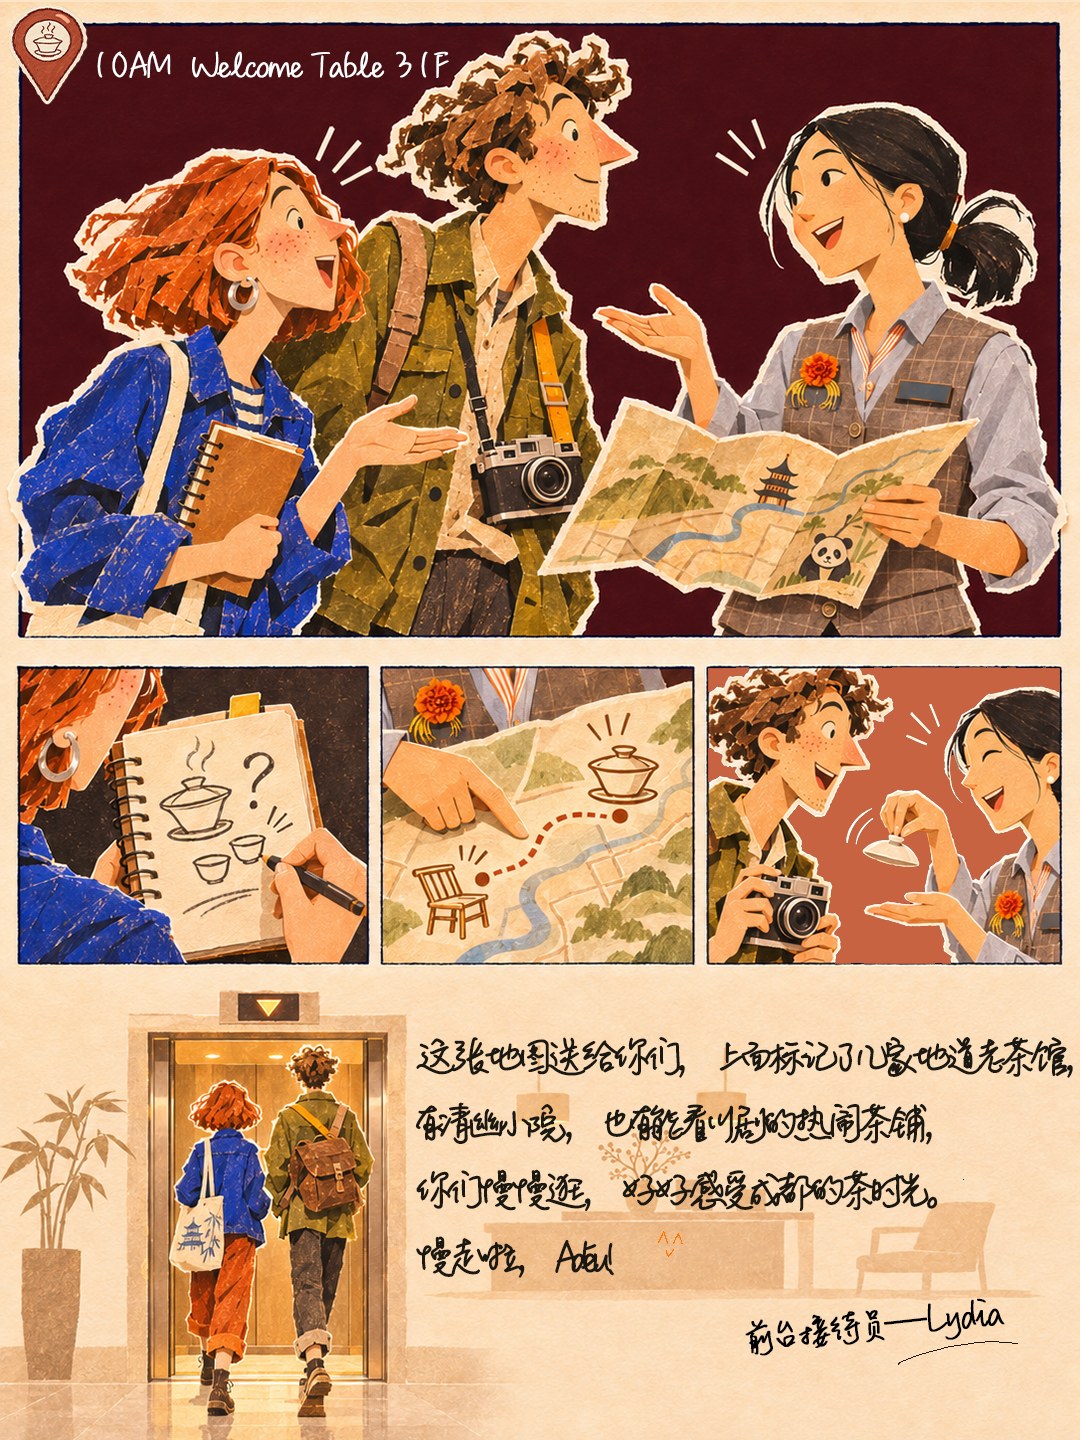 10AM Welcome Table 31F
?
这张地图送给你们, 上面标记了几家地道老茶馆,
有清幽小院, 也有能看川剧的热闹茶铺,
你们慢慢逛, 好好感受成都的茶时光。
慢走啦, Adeu!
前台接待员——Lydia